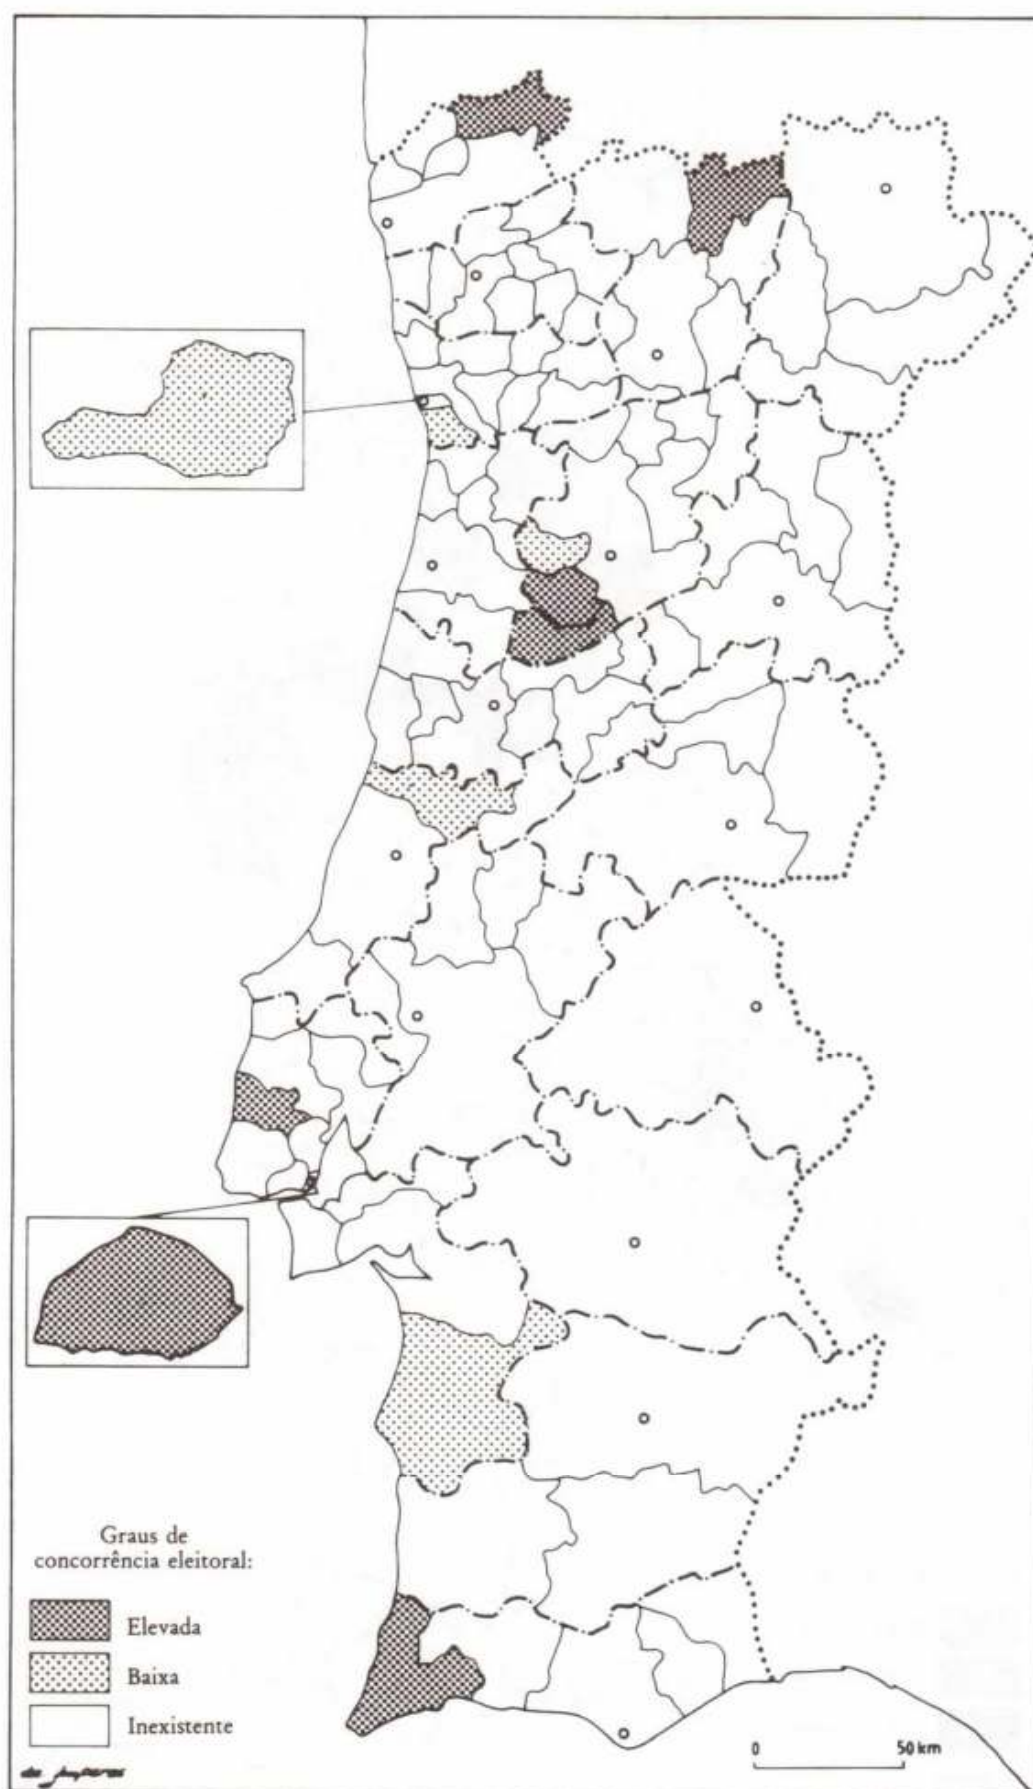 Graus de
concorrência eleitoral:
Elevada
Baixa
Inexistente
0 50 km